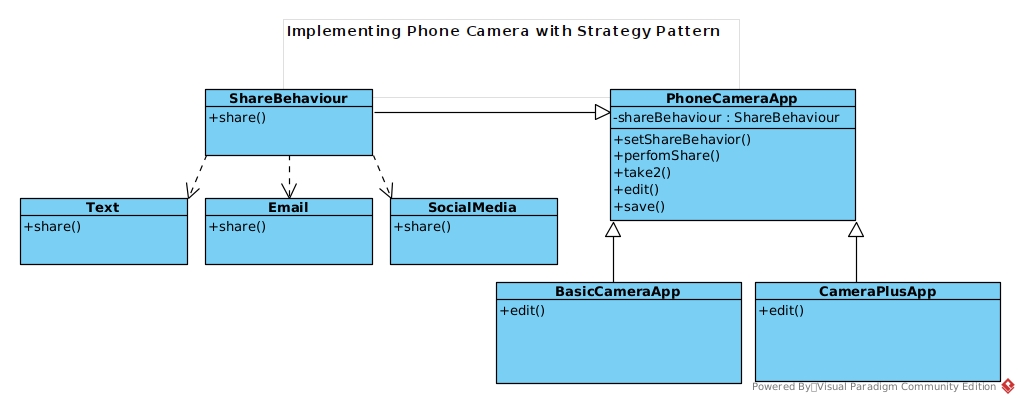 Implementing Phone Camera with Strategy Pattern
ShareBehaviour
+share()
PhoneCameraApp
-shareBehaviour : ShareBehaviour
+setShareBehavior()
+perfomShare()
+take2()
+edit()
+save()
Text
+share()
Email
+share()
SocialMedia
+share()
BasicCameraApp
+edit()
CameraPlusApp
+edit()
Powered By Visual Paradigm Community Edition